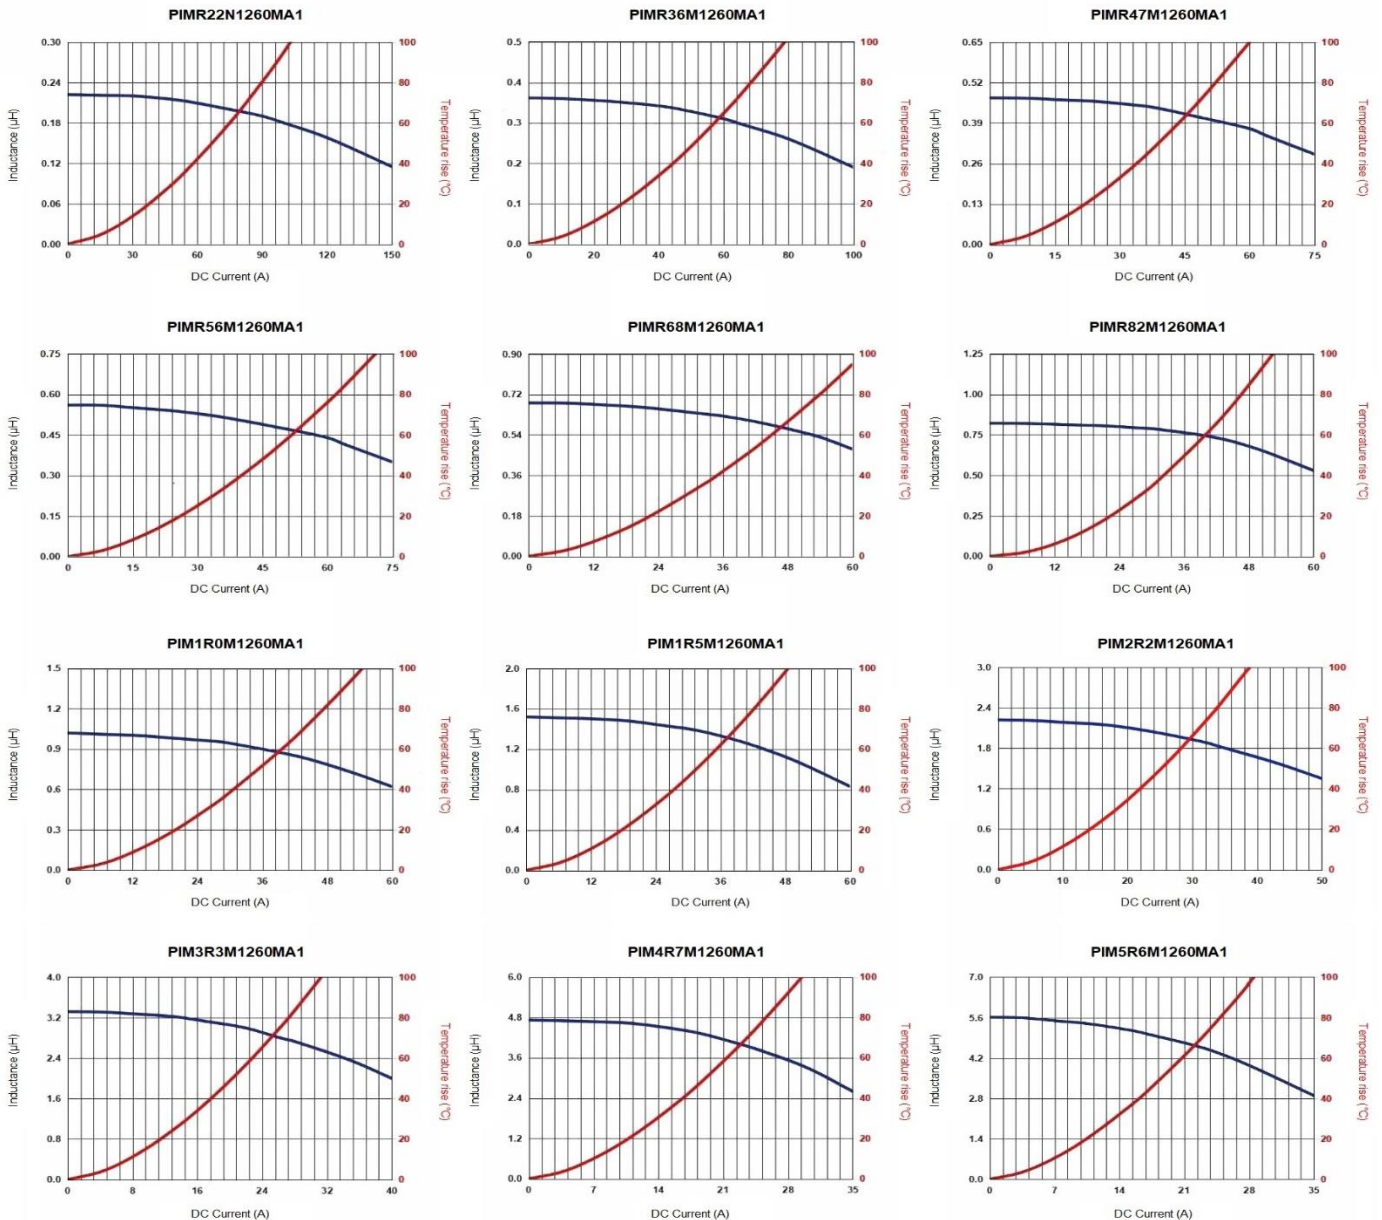 PIMR22N1260MA1
0.30
0.24
0.18
0.12
0.06
0.00
100
80
60
40
20
0
0 30 60 90 120 150
Inductance (μH)
Temperature rise (°C)
DC Current (A)
PIMR36M1260MA1
0.5
0.4
0.3
0.2
0.1
0.0
100
80
60
40
20
0
0 20 40 60 80 100
Inductance (μH)
Temperature rise (°C)
DC Current (A)
PIMR47M1260MA1
0.65
0.52
0.39
0.26
0.13
0.00
100
80
60
40
20
0
0 15 30 45 60 75
Inductance (μH)
Temperature rise (°C)
DC Current (A)
PIMR56M1260MA1
0.75
0.60
0.45
0.30
0.15
0.00
100
80
60
40
20
0
0 15 30 45 60 75
Inductance (μH)
Temperature rise (°C)
DC Current (A)
PIMR68M1260MA1
0.90
0.72
0.54
0.36
0.18
0.00
100
80
60
40
20
0
0 12 24 36 48 60
Inductance (μH)
Temperature rise (°C)
DC Current (A)
PIMR82M1260MA1
1.25
1.00
0.75
0.50
0.25
0.00
100
80
60
40
20
0
0 12 24 36 48 60
Inductance (μH)
Temperature rise (°C)
DC Current (A)
PIM1R0M1260MA1
1.5
1.2
0.9
0.6
0.3
0.0
100
80
60
40
20
0
0 12 24 36 48 60
Inductance (μH)
Temperature rise (°C)
DC Current (A)
PIM1R5M1260MA1
2.0
1.6
1.2
0.8
0.4
0.0
100
80
60
40
20
0
0 12 24 36 48 60
Inductance (μH)
Temperature rise (°C)
DC Current (A)
PIM2R2M1260MA1
3.0
2.4
1.8
1.2
0.6
0.0
100
80
60
40
20
0
0 10 20 30 40 50
Inductance (μH)
Temperature rise (°C)
DC Current (A)
PIM3R3M1260MA1
4.0
3.2
2.4
1.6
0.8
0.0
100
80
60
40
20
0
0 8 16 24 32 40
Inductance (μH)
Temperature rise (°C)
DC Current (A)
PIM4R7M1260MA1
6.0
4.8
3.6
2.4
1.2
0.0
100
80
60
40
20
0
0 7 14 21 28 35
Inductance (μH)
Temperature rise (°C)
DC Current (A)
PIM5R6M1260MA1
7.0
5.6
4.2
2.8
1.4
0.0
100
80
60
40
20
0
0 7 14 21 28 35
Inductance (μH)
Temperature rise (°C)
DC Current (A)